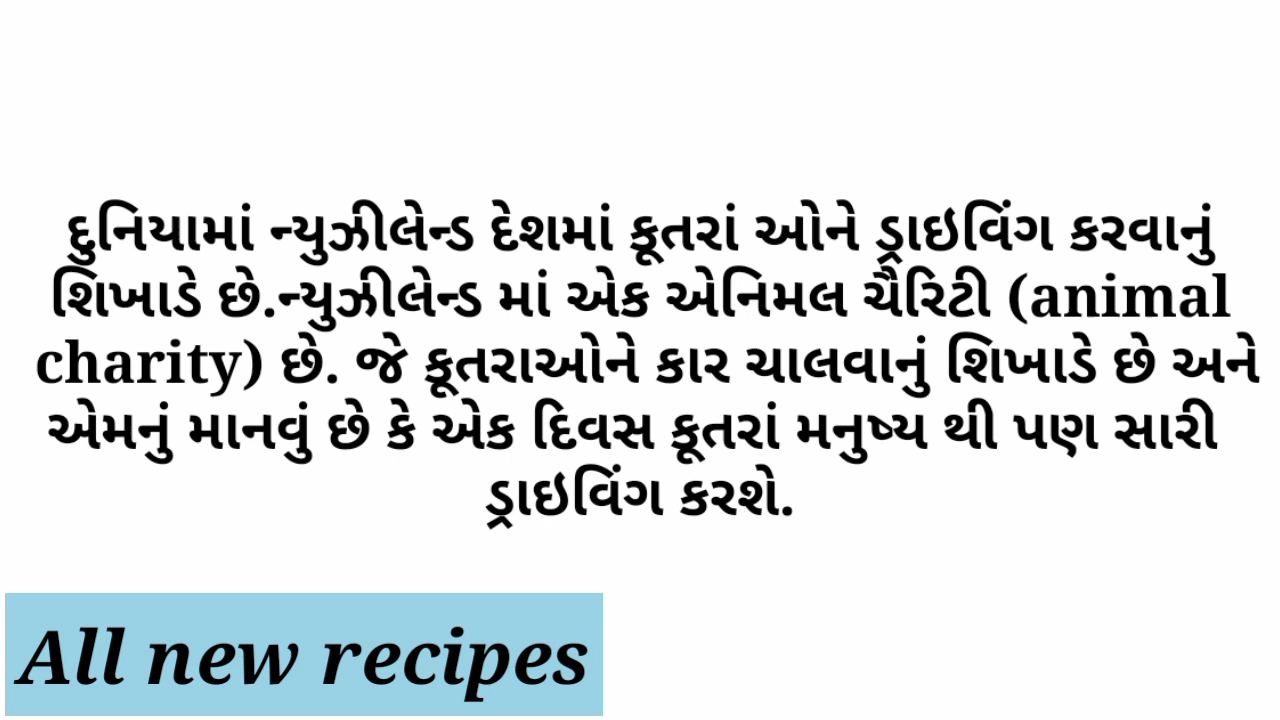 દુનિયામાં ન્યુઝીલેન્ડ દેશમાં કૂતરાં ઓને ડ્રાઇવિંગ કરવાનું
શિખાડે છે.ન્યુઝીલેન્ડ માં એક એનિમલ ચૈરિટી (animal
charity) છે. જે કૂતરાઓને કાર ચાલવાનું શિખાડે છે અને
એમનું માનવું છે કે એક દિવસ કૂતરાં મનુષ્ય થી પણ સારી
ડ્રાઇવિંગ કરશે.
All new recipes